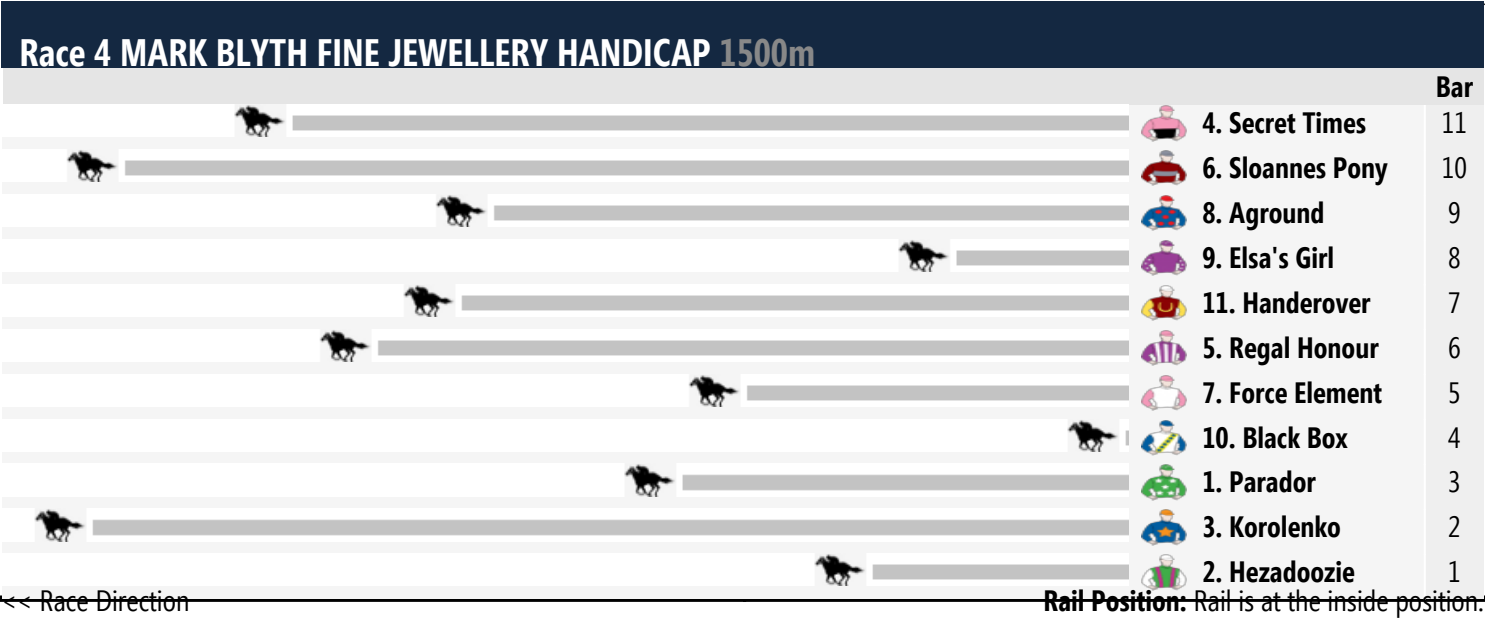 Race 4 MARK BLYTH FINE JEWELLERY HANDICAP 1500m
Bar
4. Secret Times 11
6. Sloannes Pony 10
8. Aground 9
9. Elsa's Girl 8
11. Handerover 7
5. Regal Honour 6
7. Force Element 5
10. Black Box 4
1. Parador 3
3. Korolenko 2
2. Hezadoozie 1
<< Race Direction Rail Position: Rail is at the inside position.